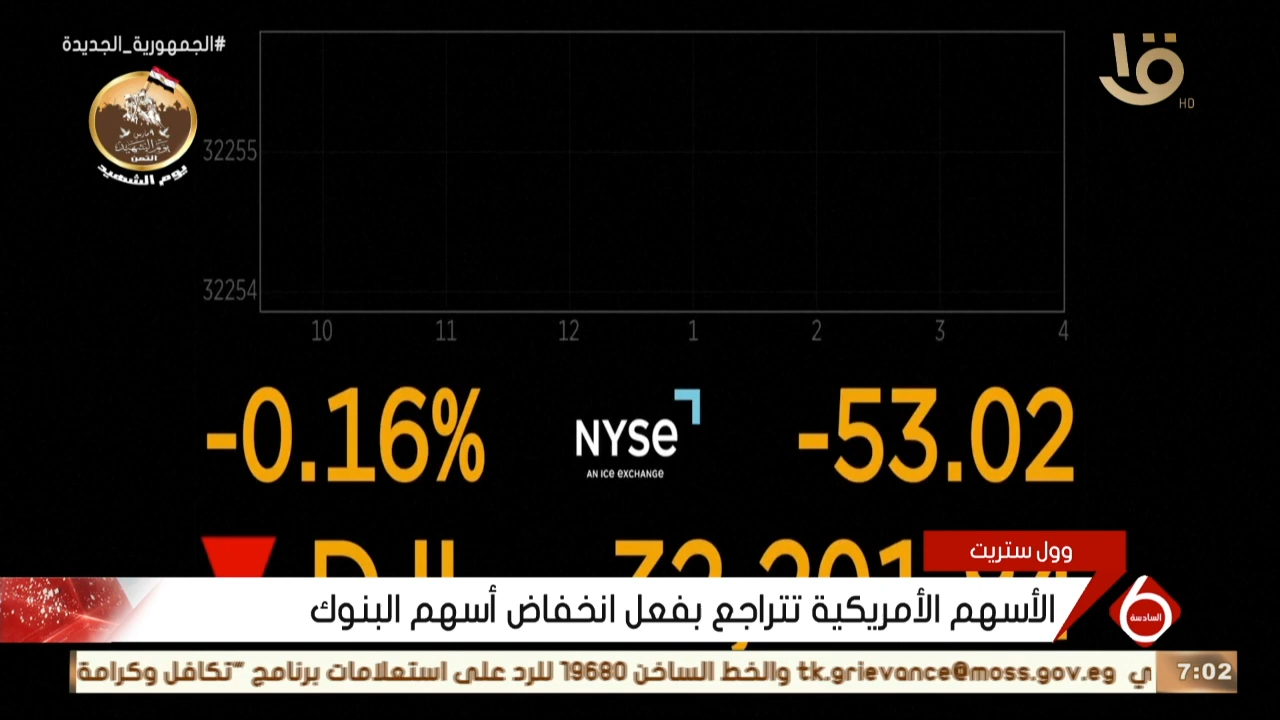 #الجمهورية_الجديدة
HD
يوم الشهيد
32255
32254
10 11 12 1 2 3 4
-0.16%
NYSE
AN ICE EXCHANGE
-53.02
وول ستريت
الأسهم الأمريكية تتراجع بفعل انخفاض أسهم البنوك
السادسة
7:02
ي tk.grievance@moss.gov.eg والخط الساخن 19680 للرد على استعلامات برنامج "تكافل وكرامة